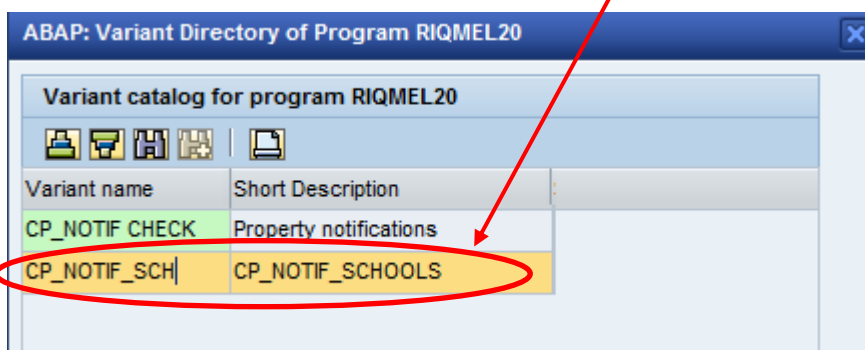 ABAP: Variant Directory of Program RIQMEL20
Variant catalog for program RIQMEL20
Variant name Short Description
CP_NOTIF CHECK Property notifications
CP_NOTIF_SCH CP_NOTIF_SCHOOLS